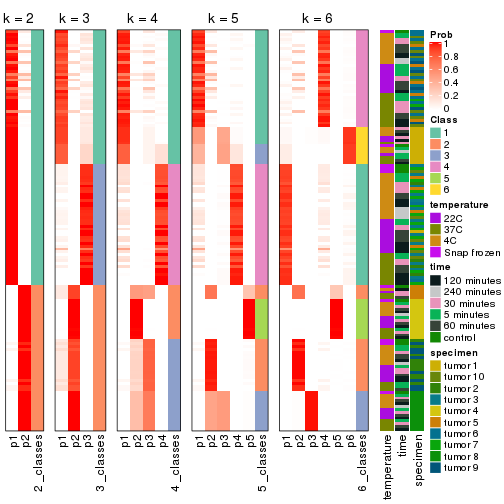 k = 2
k = 3
k = 4
k = 5
k = 6
p1
p2
2_classes
p1
p2
p3
3_classes
p1
p2
p3
p4
4_classes
p1
p2
p3
p4
p5
5_classes
p1
p2
p3
p4
p5
p6
6_classes
temperature
time
specimen
Prob
1
0.8
0.6
0.4
0.2
0
Class
1
2
3
4
5
6
temperature
22C
37C
4C
Snap frozen
time
120 minutes
240 minutes
30 minutes
5 minutes
60 minutes
control
specimen
tumor 1
tumor 10
tumor 2
tumor 3
tumor 4
tumor 5
tumor 6
tumor 7
tumor 8
tumor 9